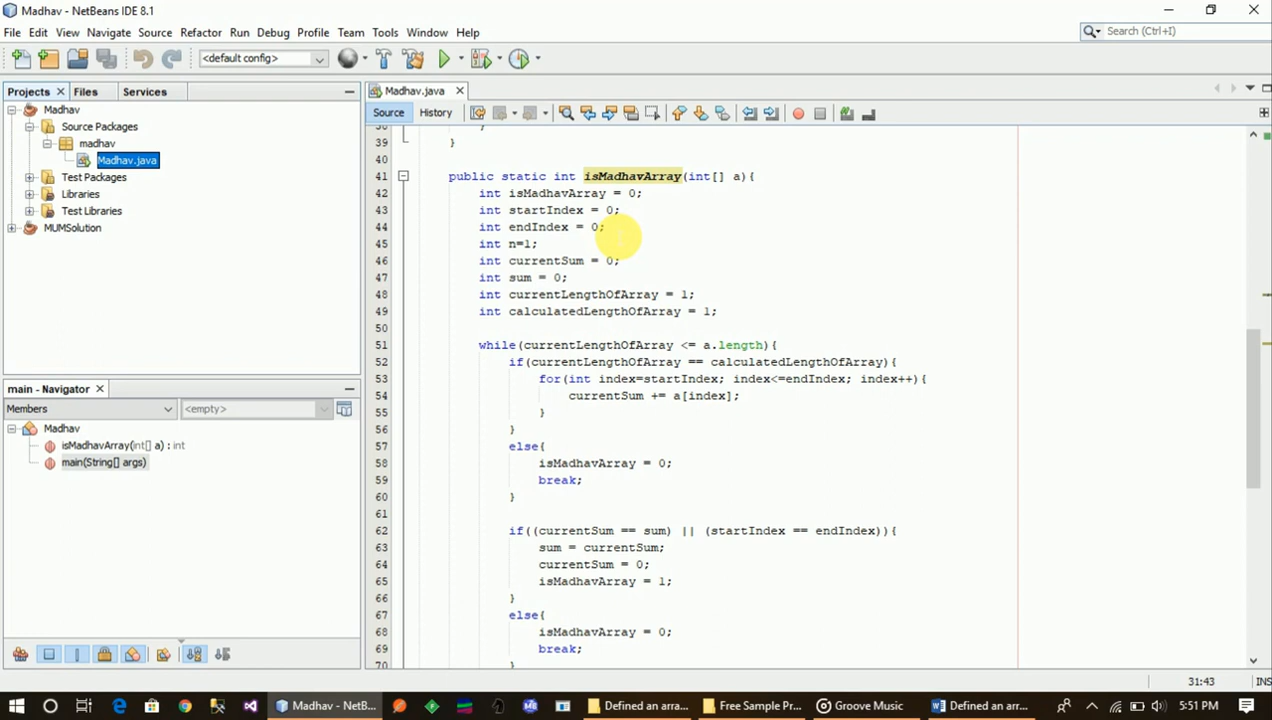 Madhav - NetBeans IDE 8.1
File Edit View Navigate Source Refactor Run Debug Profile Team Tools Window Help
Search (Ctrl+I)
<default config>
Projects Files Services
Madhav
Source Packages
madhav
Madhav.java
Test Packages
Libraries
Test Libraries
MUMSolution
main - Navigator
Members <empty>
Madhav
isMadhavArray(int[] a) : int
main(String[] args)
Madhav.java
Source History
38 }
39 }
40
41 public static int isMadhavArray(int[] a){
42 int isMadhavArray = 0;
43 int startIndex = 0;
44 int endIndex = 0;
45 int n=1;
46 int currentSum = 0;
47 int sum = 0;
48 int currentLengthOfArray = 1;
49 int calculatedLengthOfArray = 1;
50
51 while(currentLengthOfArray <= a.length){
52 if(currentLengthOfArray == calculatedLengthOfArray){
53 for(int index=startIndex; index<=endIndex; index++){
54 currentSum += a[index];
55 }
56 }
57 else{
58 isMadhavArray = 0;
59 break;
60 }
61
62 if((currentSum == sum) || (startIndex == endIndex)){
63 sum = currentSum;
64 currentSum = 0;
65 isMadhavArray = 1;
66 }
67 else{
68 isMadhavArray = 0;
69 break;
70 }
31:43 INS
Madhav - NetB... Defined an arra... Free Sample Pr... Groove Music Defined an arr... 5:51 PM